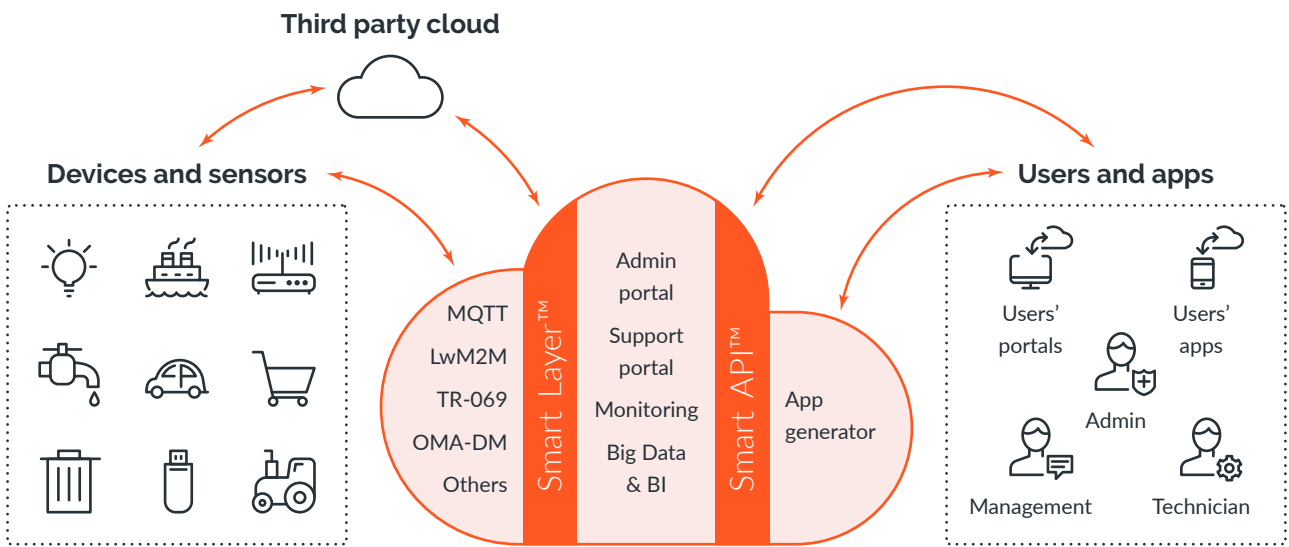 Third party cloud
Devices and sensors
Users and apps
MQTT
LwM2M
TR-069
OMA-DM
Others
Smart Layer™
Admin
portal
Support
portal
Monitoring
Big Data
& BI
Smart API™
App
generator
Users’
portals
Users’
apps
Admin
Management
Technician